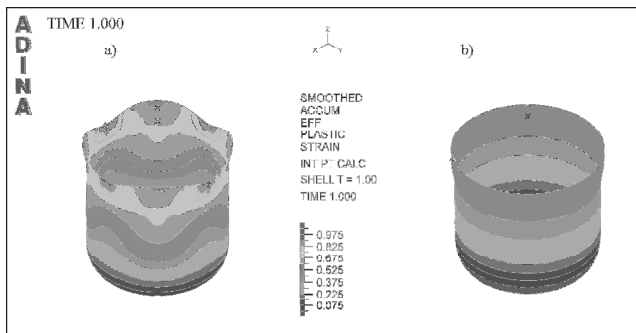 ADINA
TIME 1.000
a)
b)
Z
X
Y
SMOOTHED
ACCUM
EFF
PLASTIC
STRAIN
INT PT CALC
SHELL T = 1.00
TIME 1.000
0.975
0.825
0.675
0.525
0.375
0.225
0.075